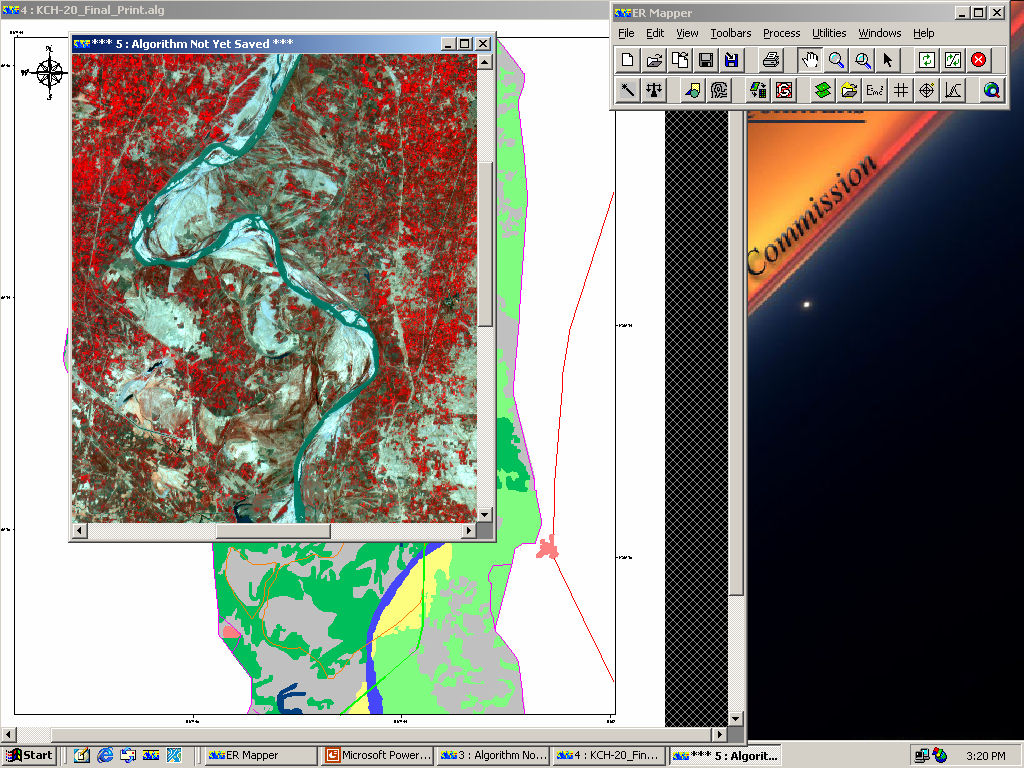 4 : KCH-20_Final_Print.alg
N
W
S
*** 5 : Algorithm Not Yet Saved ***
ER Mapper
File Edit View Toolbars Process Utilities Windows Help
Commission
Start
ER Mapper
Microsoft Power...
3 : Algorithm No...
4 : KCH-20_Fin...
*** 5 : Algorit...
3:20 PM